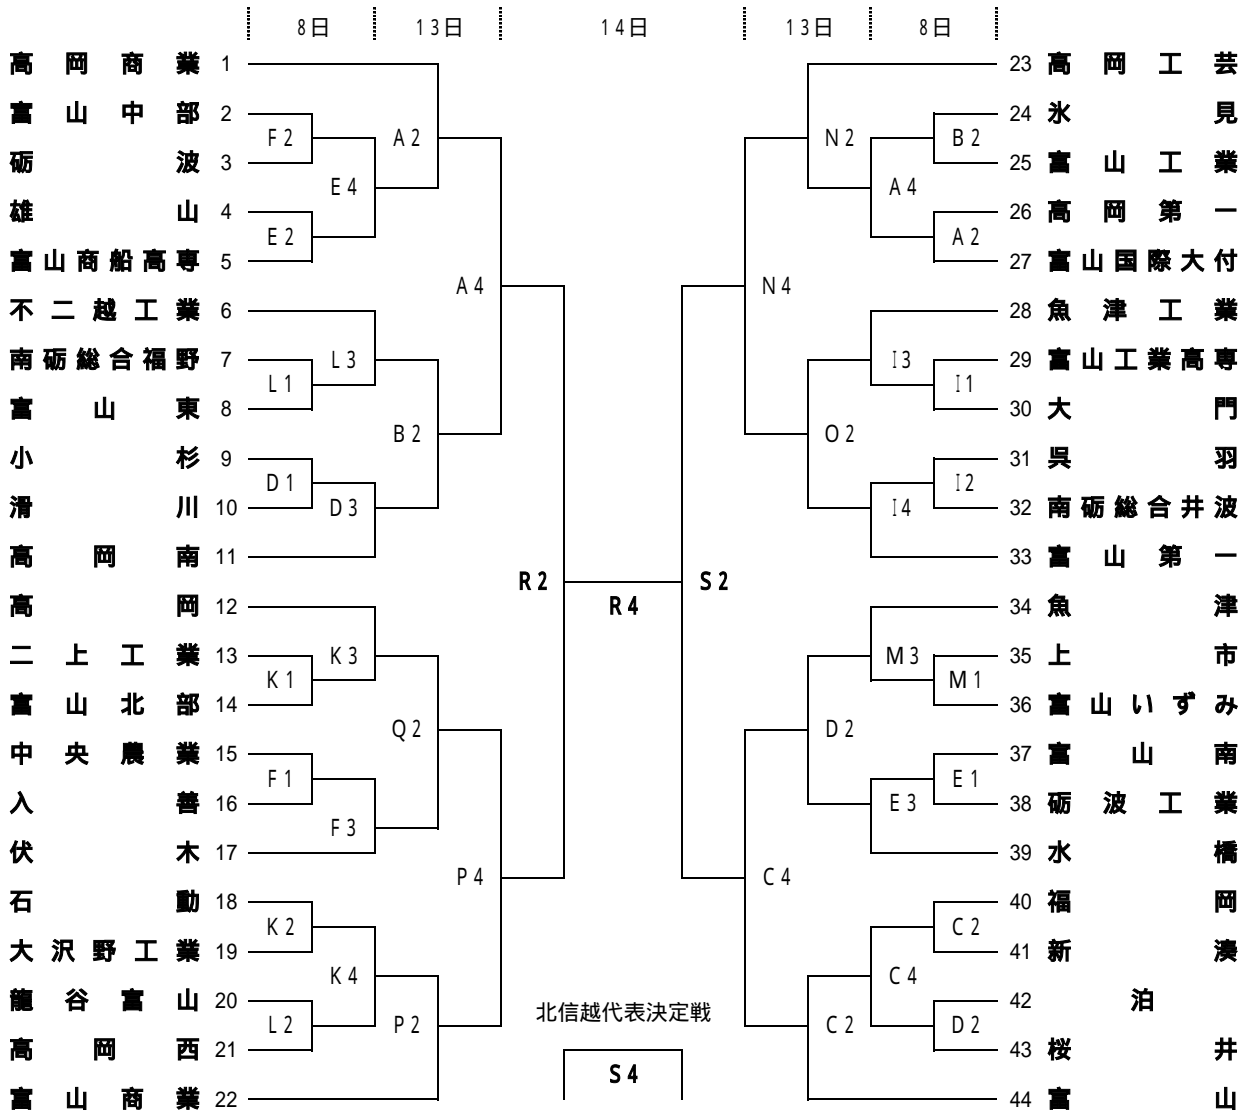 8日 13日 14日 13日 8日
高岡商業 1 23 高岡工芸
富山中部 2 24 氷見
F2 A2 N2 B2
砺波 3 25 富山工業
E4 A4
雄山 4 26 高岡第一
E2 A2
富山商船高専 5 27 富山国際大付
A4 N4
不二越工業 6 28 魚津工業
南砺総合福野 7 L3 I3 29 富山工業高専
L1 I1
富山東 8 30 大門
B2 O2
小杉 9 31 呉羽
D1 I2
滑川 10 D3 I4 32 南砺総合井波
高岡南 11 33 富山第一
R2 S2
高岡 12 R4 34 魚津
二上工業 13 K3 M3 35 上市
K1 M1
富山北部 14 36 富山いずみ
Q2 D2
中央農業 15 37 富山南
F1 E1
入善 16 E3 38 砺波工業
F3
伏木 17 39 水橋
P4 C4
石動 18 40 福岡
K2 C2
大沢野工業 19 41 新湊
K4 C4
龍谷富山 20 42 泊
北信越代表決定戦
L2 P2 C2 D2
高岡西 21 43 桜井
S4
富山商業 22 44 富山